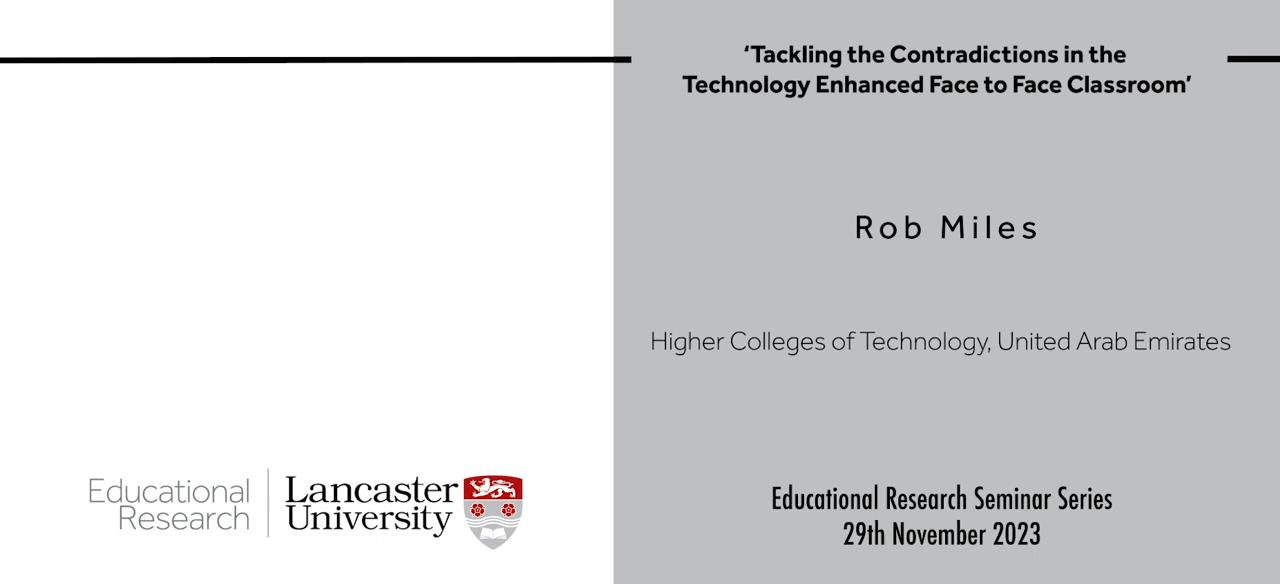 ‘Tackling the Contradictions in the
Technology Enhanced Face to Face Classroom’
Rob Miles
Higher Colleges of Technology, United Arab Emirates
Educational Research Seminar Series
29th November 2023
Educational
Research
Lancaster
University